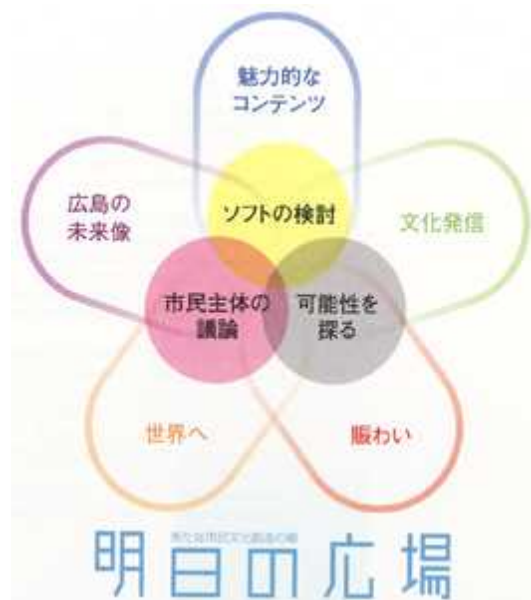 魅力的な
コンテンツ
広島の
未来像
ソフトの検討
文化発信
市民主体の
議論
可能性を
探る
世界へ
賑わい
明日の広場